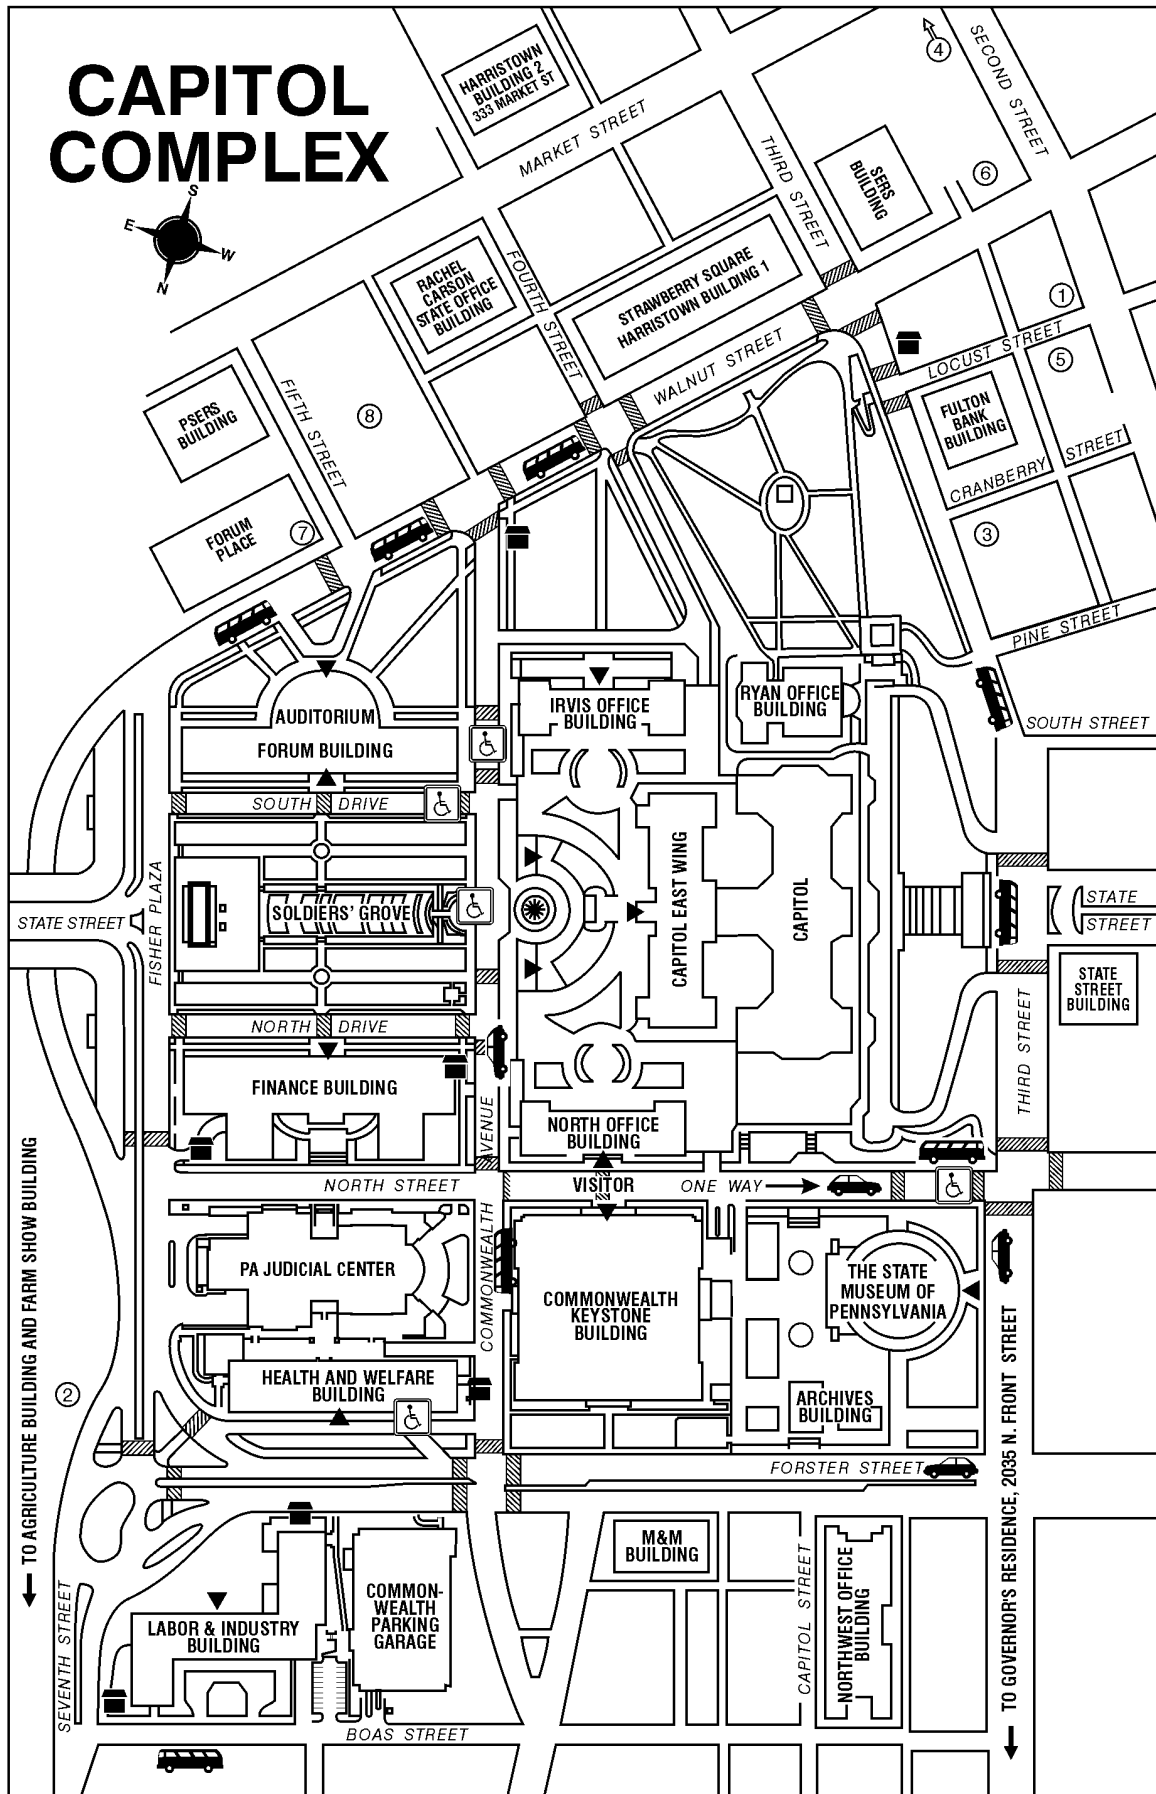 CAPITOL
COMPLEX
S
E
W
N
HARRISTOWN
BUILDING 2
333 MARKET ST
MARKET STREET
4
SECOND STREET
THIRD STREET
SERS
BUILDING
6
RACHEL
CARSON
STATE OFFICE
BUILDING
FOURTH STREET
STRAWBERRY SQUARE
HARRISTOWN BUILDING 1
WALNUT STREET
1
LOCUST STREET
5
FULTON
BANK
BUILDING
CRANBERRY STREET
3
PINE STREET
PSERS
BUILDING
FIFTH STREET
8
FORUM
PLACE
7
AUDITORIUM
FORUM BUILDING
IRVIS OFFICE
BUILDING
RYAN OFFICE
BUILDING
SOUTH STREET
SOUTH DRIVE
FISHER PLAZA
STATE STREET
SOLDIERS' GROVE
CAPITOL EAST WING
CAPITOL
STATE
STREET
STATE
STREET
BUILDING
NORTH DRIVE
THIRD STREET
FINANCE BUILDING
NORTH OFFICE
BUILDING
COMMONWEALTH AVENUE
NORTH STREET
VISITOR
ONE WAY
PA JUDICIAL CENTER
COMMONWEALTH
KEYSTONE
BUILDING
THE STATE
MUSEUM OF
PENNSYLVANIA
HEALTH AND WELFARE
BUILDING
ARCHIVES
BUILDING
2
TO AGRICULTURE BUILDING AND FARM SHOW BUILDING
FORSTER STREET
TO GOVERNOR'S RESIDENCE, 2035 N. FRONT STREET
M&M
BUILDING
CAPITOL STREET
NORTHWEST OFFICE
BUILDING
COMMON-
WEALTH
PARKING
GARAGE
LABOR & INDUSTRY
BUILDING
SEVENTH STREET
BOAS STREET